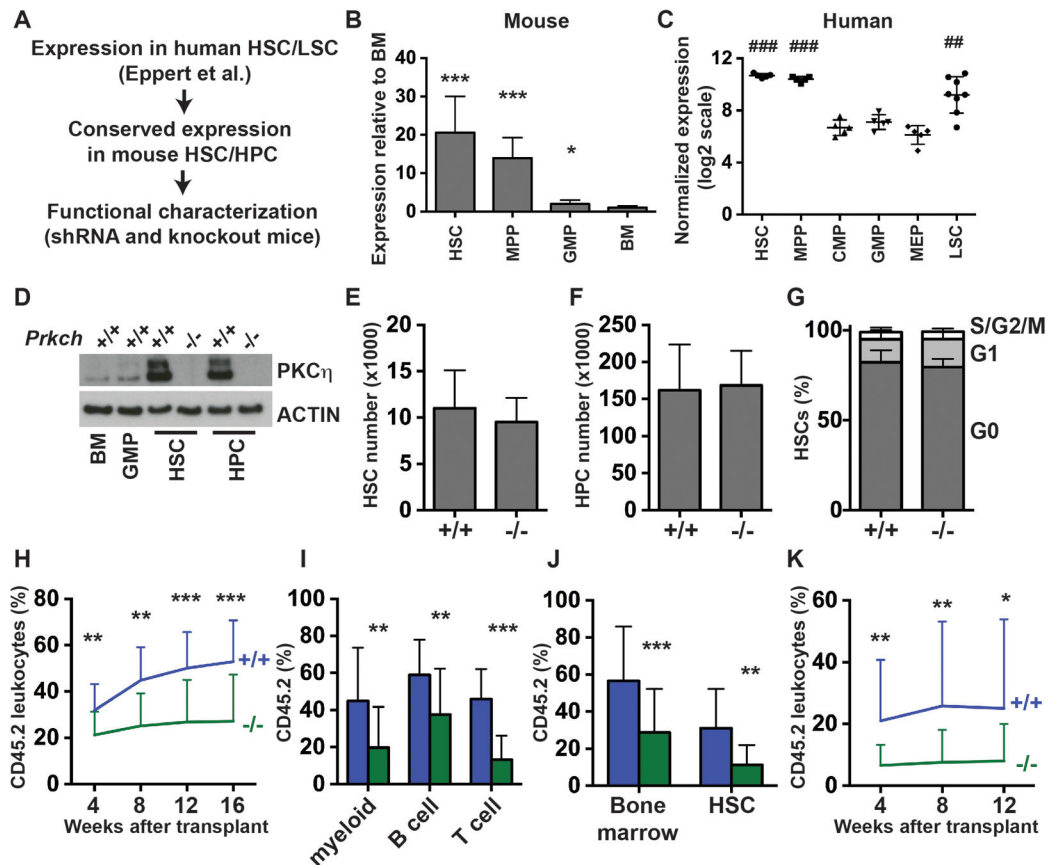 A
Expression in human HSC/LSC
(Eppert et al.)
Conserved expression
in mouse HSC/HPC
Functional characterization
(shRNA and knockout mice)
B
Mouse
Expression relative to BM
40
30
20
10
0
***
***
*
HSC
MPP
GMP
BM
C
Human
Normalized expression
(log2 scale)
12
8
4
0
###
###
##
HSC
MPP
CMP
GMP
MEP
LSC
D
Prkch
+/+
+/+
+/+
-/-
+/+
-/-
PKCη
ACTIN
BM
GMP
HSC
HPC
E
HSC number (x1000)
20
15
10
5
0
+/+
-/-
F
HPC number (x1000)
250
200
150
100
50
0
+/+
-/-
G
HSCs (%)
100
50
0
S/G2/M
G1
G0
+/+
-/-
H
CD45.2 leukocytes (%)
80
60
40
20
0
**
**
***
***
+/+
-/-
4 8 12 16
Weeks after transplant
I
CD45.2 (%)
100
80
60
40
20
0
**
**
***
myeloid
B cell
T cell
J
CD45.2 (%)
100
80
60
40
20
0
***
**
Bone
marrow
HSC
K
CD45.2 leukocytes (%)
60
40
20
0
**
**
*
+/+
-/-
4 8 12
Weeks after transplant